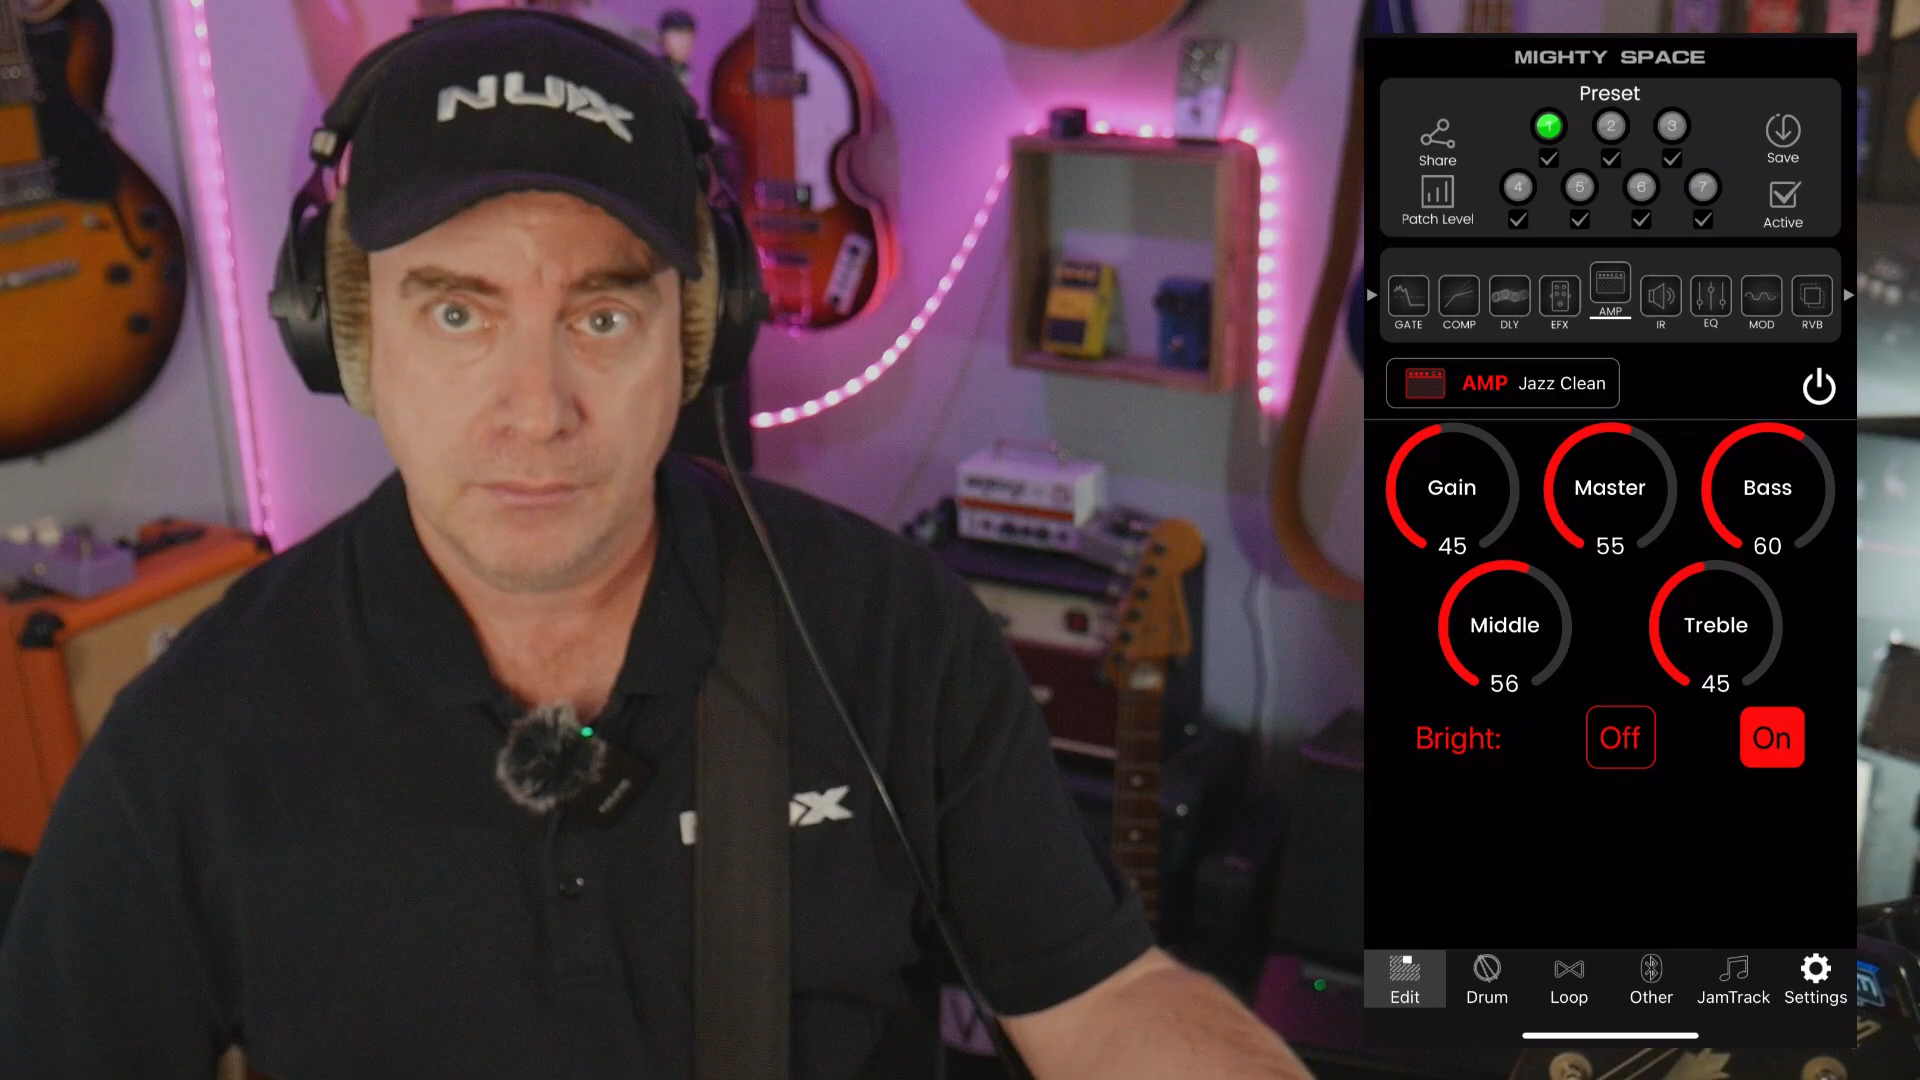 NUX
MIGHTY SPACE
Preset
1 2 3
Share
Save
4 5 6 7
Patch Level
Active
GATE COMP DLY EFX AMP IR EQ MOD RVB
AMP Jazz Clean
Gain Master Bass
45 55 60
Middle Treble
56 45
Bright: Off On
Edit Drum Loop Other JamTrack Settings